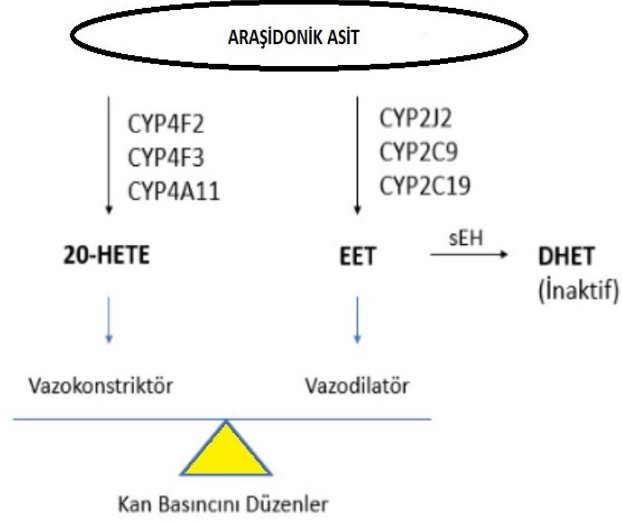 ARAŞİDONİK ASİT
CYP4F2
CYP4F3
CYP4A11
CYP2J2
CYP2C9
CYP2C19
20-HETE
EET
sEH
DHET
(İnaktif)
Vazokonstriktör
Vazodilatör
Kan Basıncını Düzenler